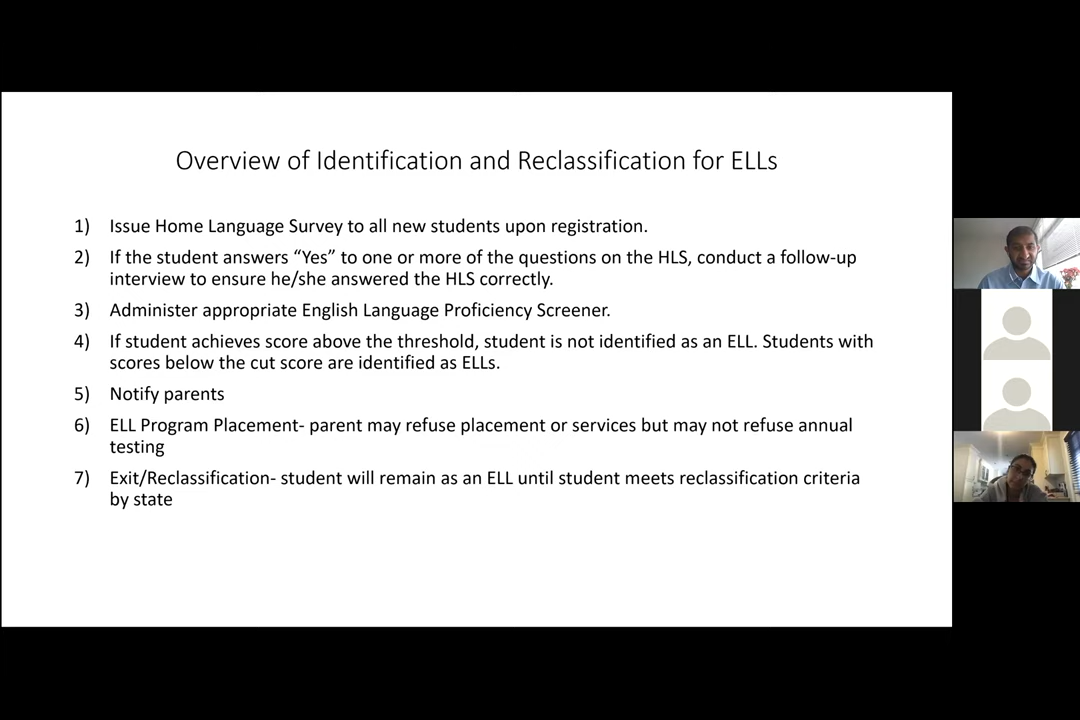 Overview of Identification and Reclassification for ELLs
1) Issue Home Language Survey to all new students upon registration.
2) If the student answers “Yes” to one or more of the questions on the HLS, conduct a follow-up
interview to ensure he/she answered the HLS correctly.
3) Administer appropriate English Language Proficiency Screener.
4) If student achieves score above the threshold, student is not identified as an ELL. Students with
scores below the cut score are identified as ELLs.
5) Notify parents
6) ELL Program Placement- parent may refuse placement or services but may not refuse annual
testing
7) Exit/Reclassification- student will remain as an ELL until student meets reclassification criteria
by state